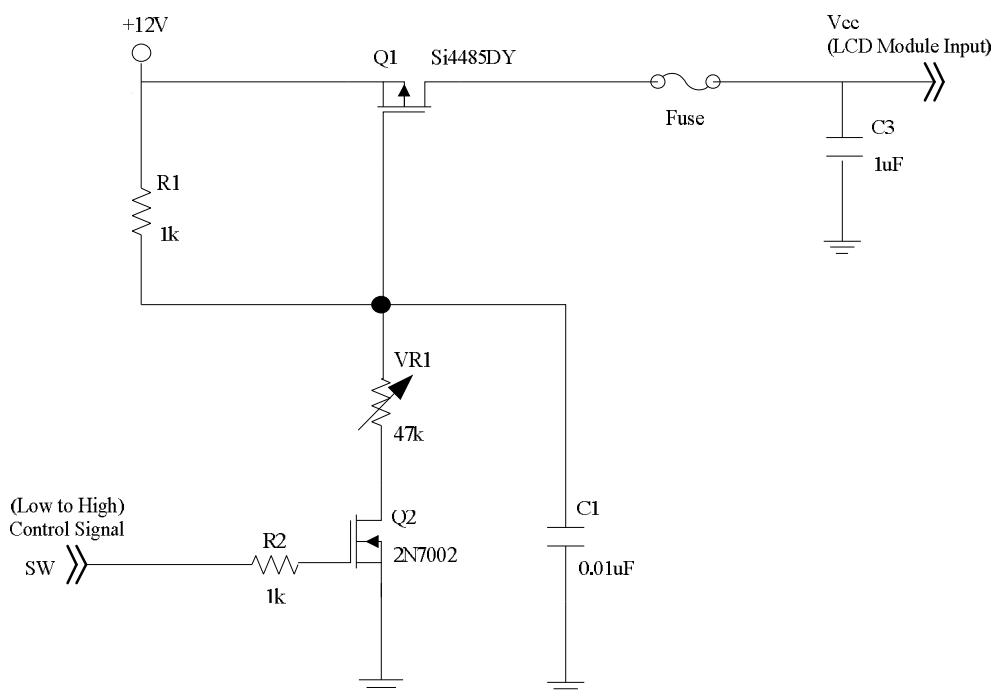 +12V
Q1
Si4485DY
Vcc
(LCD Module Input)
Fuse
C3
1uF
R1
1k
VR1
47k
(Low to High)
Control Signal
SW
R2
1k
Q2
2N7002
C1
0.01uF